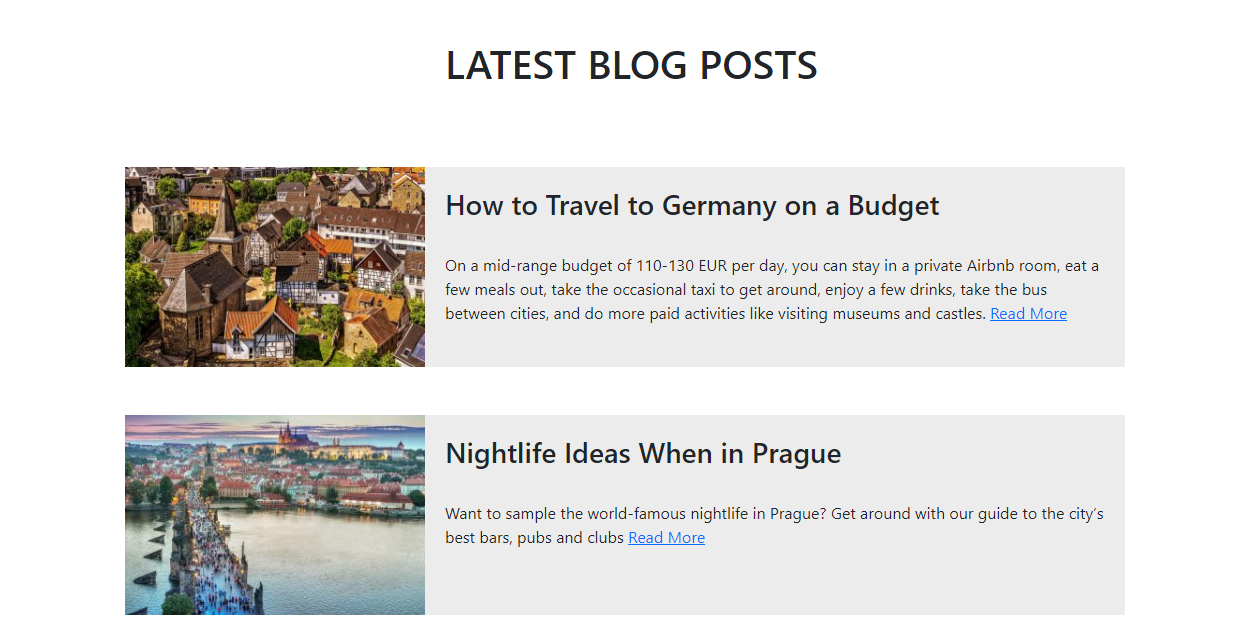 LATEST BLOG POSTS
How to Travel to Germany on a Budget
On a mid-range budget of 110-130 EUR per day, you can stay in a private Airbnb room, eat a
few meals out, take the occasional taxi to get around, enjoy a few drinks, take the bus
between cities, and do more paid activities like visiting museums and castles. Read More
Nightlife Ideas When in Prague
Want to sample the world-famous nightlife in Prague? Get around with our guide to the city’s
best bars, pubs and clubs Read More